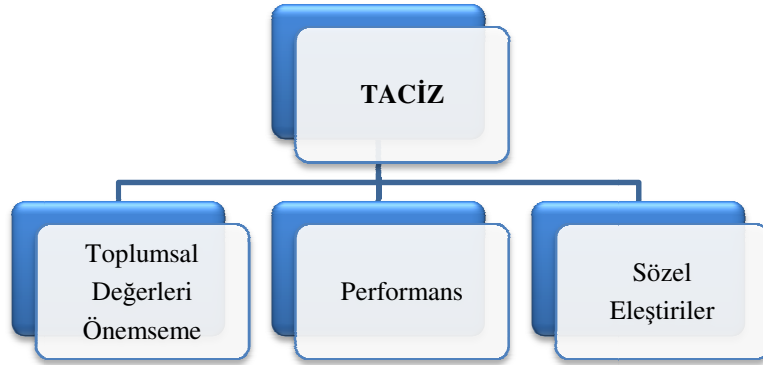 TACİZ
Toplumsal
Değerleri
Önemseme
Performans
Sözel
Eleştiriler